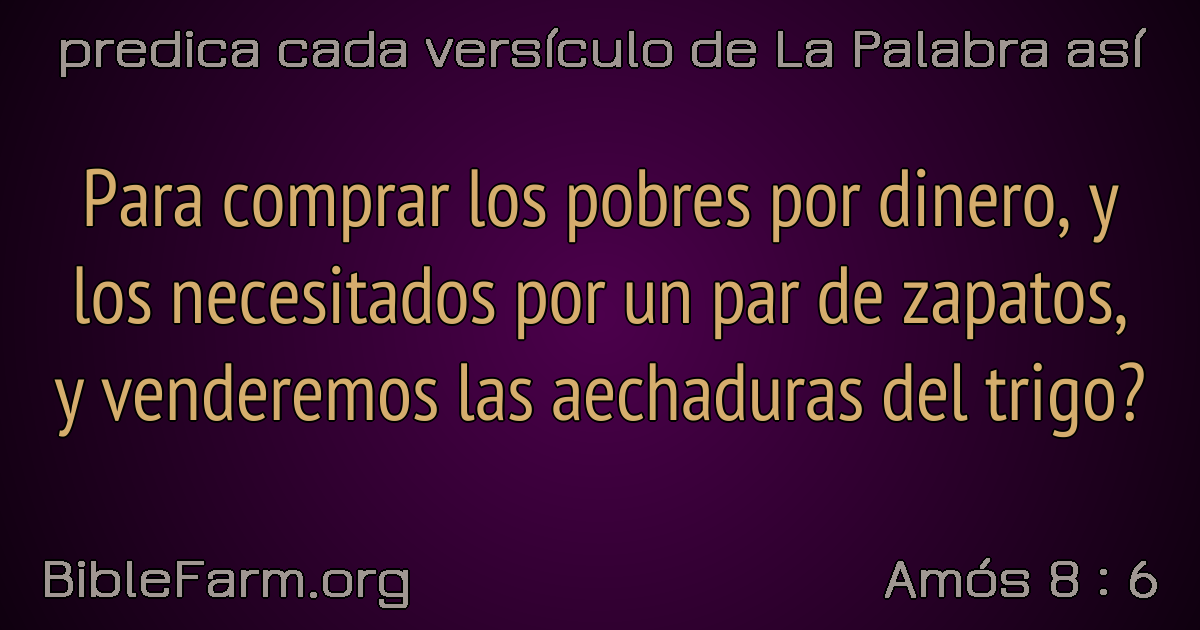 predica cada versículo de La Palabra así
Para comprar los pobres por dinero, y
los necesitados por un par de zapatos,
y venderemos las aechaduras del trigo?
BibleFarm.org
Amós 8 : 6